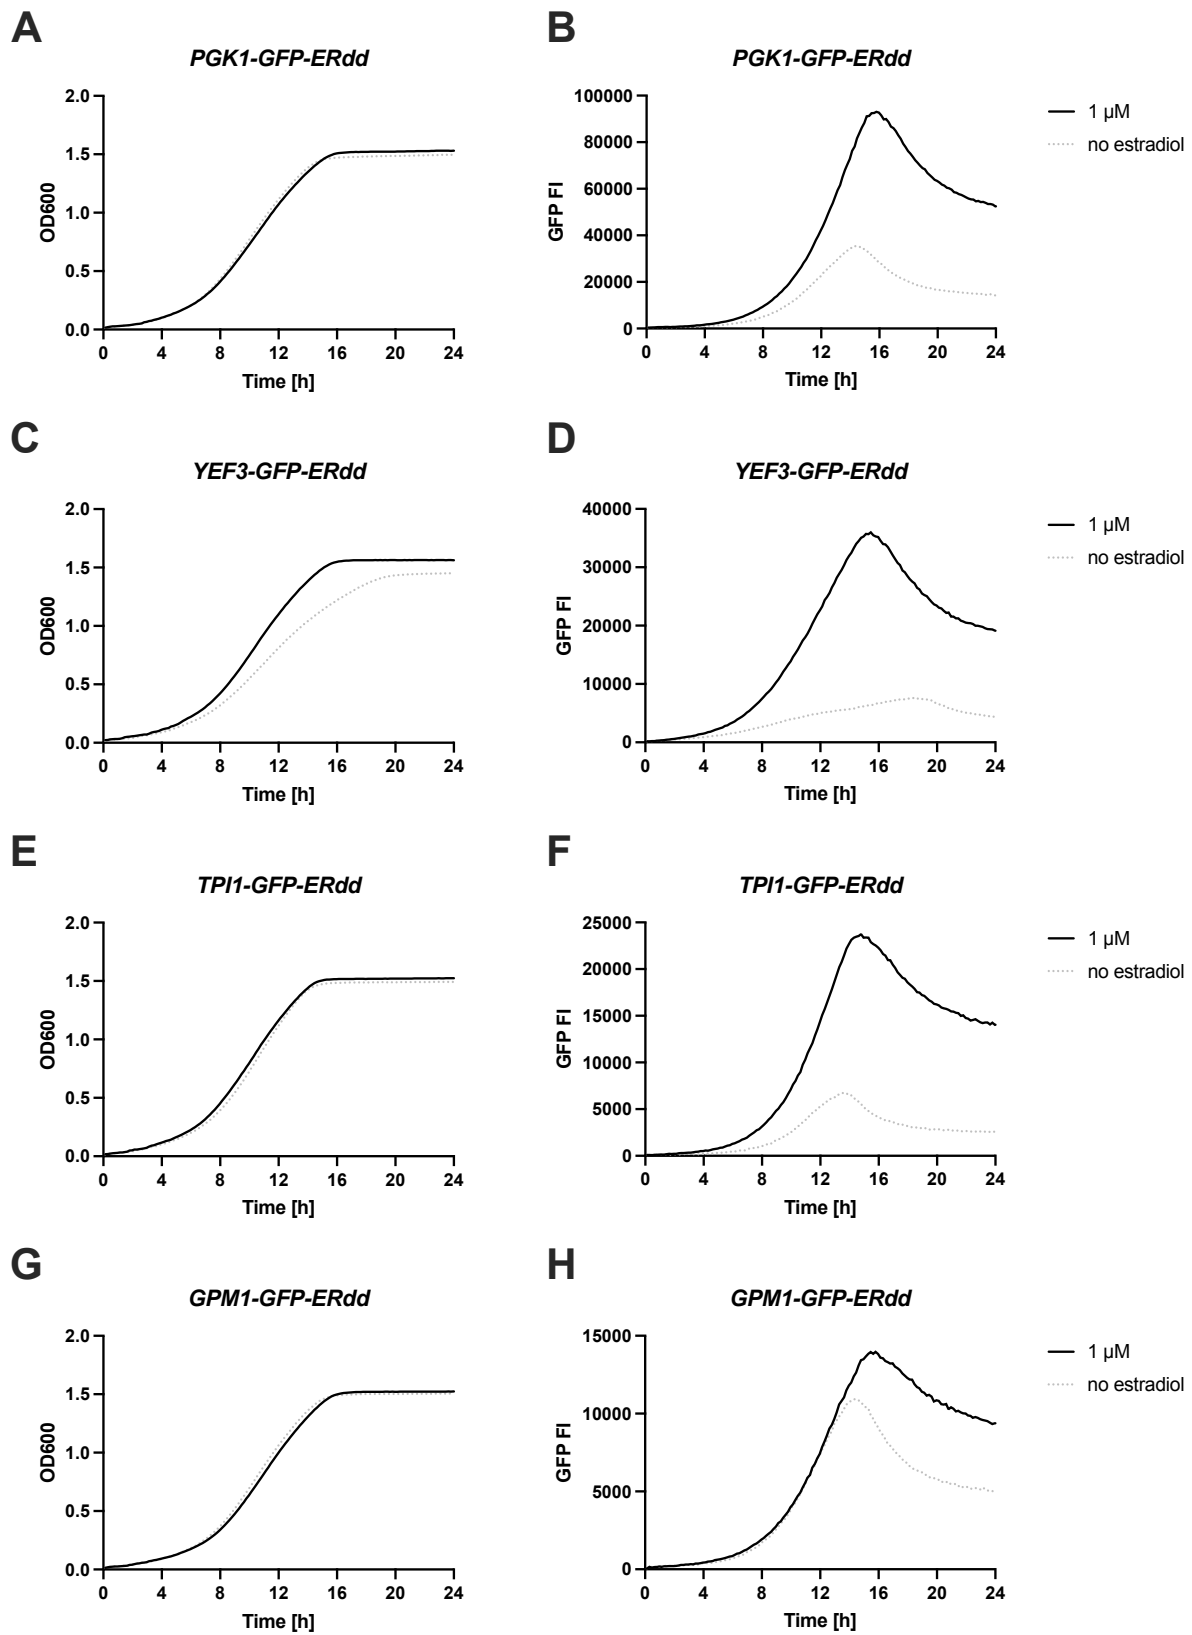 A
PGK1-GFP-ERdd
2.0
1.5
1.0
0.5
0.0
OD600
0 4 8 12 16 20 24
Time [h]
B
PGK1-GFP-ERdd
100000
80000
60000
40000
20000
0
GFP FI
0 4 8 12 16 20 24
Time [h]
1 µM
no estradiol
C
YEF3-GFP-ERdd
2.0
1.5
1.0
0.5
0.0
OD600
0 4 8 12 16 20 24
Time [h]
D
YEF3-GFP-ERdd
40000
30000
20000
10000
0
GFP FI
0 4 8 12 16 20 24
Time [h]
1 µM
no estradiol
E
TPI1-GFP-ERdd
2.0
1.5
1.0
0.5
0.0
OD600
0 4 8 12 16 20 24
Time [h]
F
TPI1-GFP-ERdd
25000
20000
15000
10000
5000
0
GFP FI
0 4 8 12 16 20 24
Time [h]
1 µM
no estradiol
G
GPM1-GFP-ERdd
2.0
1.5
1.0
0.5
0.0
OD600
0 4 8 12 16 20 24
Time [h]
H
GPM1-GFP-ERdd
15000
10000
5000
0
GFP FI
0 4 8 12 16 20 24
Time [h]
1 µM
no estradiol